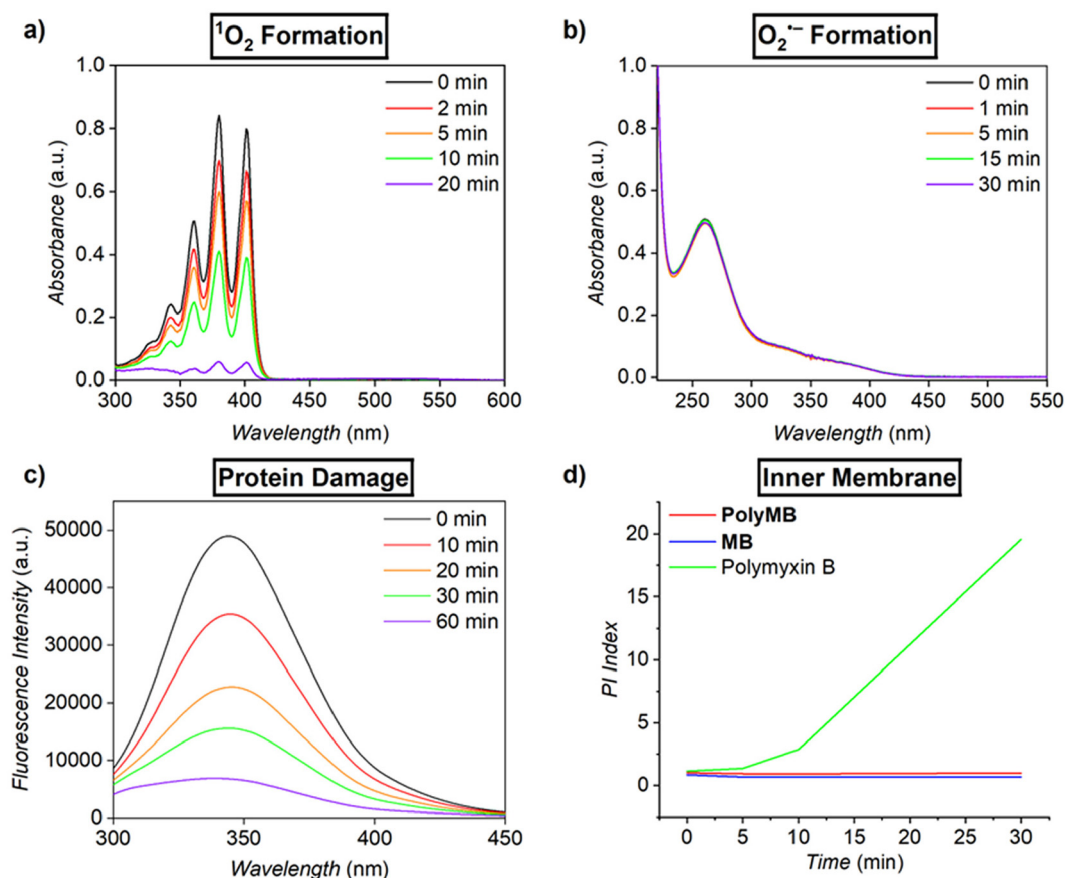 a)
¹O₂ Formation
Absorbance (a.u.)
1.0
0.8
0.6
0.4
0.2
0.0
0 min
2 min
5 min
10 min
20 min
300 350 400 450 500 550 600
Wavelength (nm)
b)
O₂•− Formation
Absorbance (a.u.)
1.0
0.8
0.6
0.4
0.2
0.0
0 min
1 min
5 min
15 min
30 min
250 300 350 400 450 500 550
Wavelength (nm)
c)
Protein Damage
Fluorescence Intensity (a.u.)
50000
40000
30000
20000
10000
0
0 min
10 min
20 min
30 min
60 min
300 350 400 450
Wavelength (nm)
d)
Inner Membrane
PI Index
20
15
10
5
0
PolyMB
MB
Polymyxin B
0 5 10 15 20 25 30
Time (min)